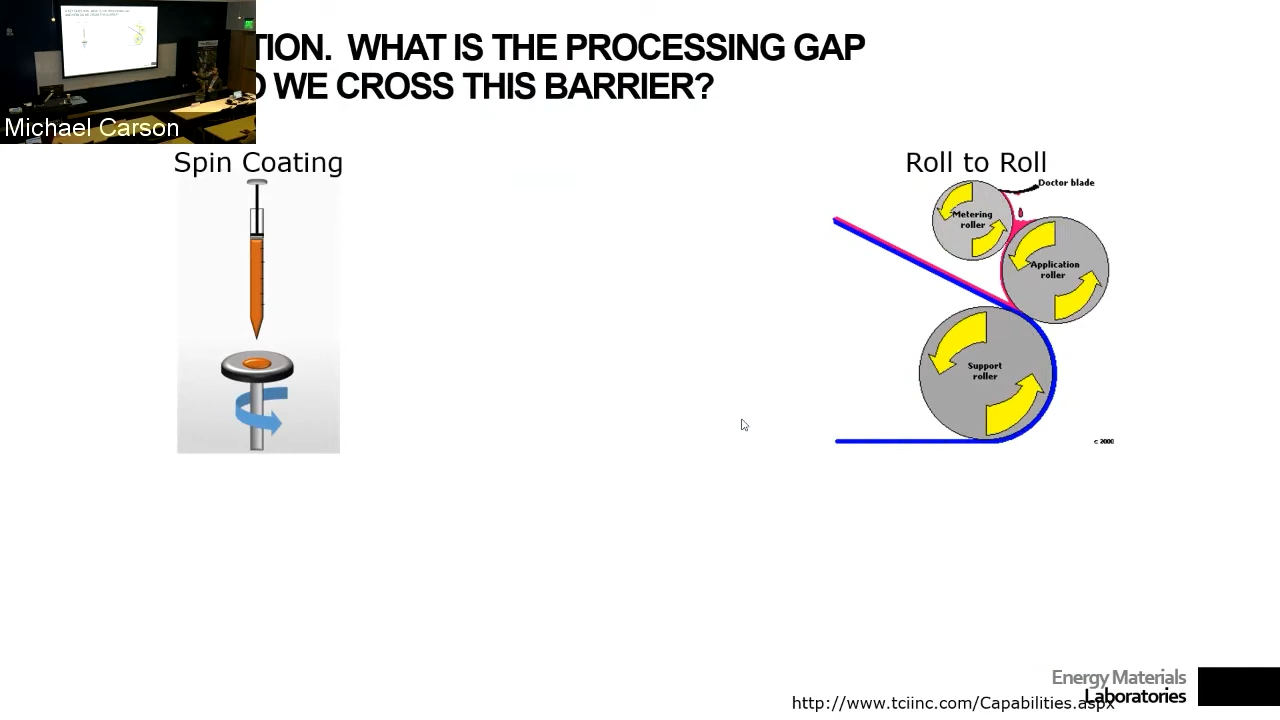 TION. WHAT IS THE PROCESSING GAP
WE CROSS THIS BARRIER?
Michael Carson
Spin Coating
Roll to Roll
Doctor blade
Metering
roller
Application
roller
Support
roller
c 2000
Energy Materials
Laboratories
http://www.tciinc.com/Capabilities.aspx